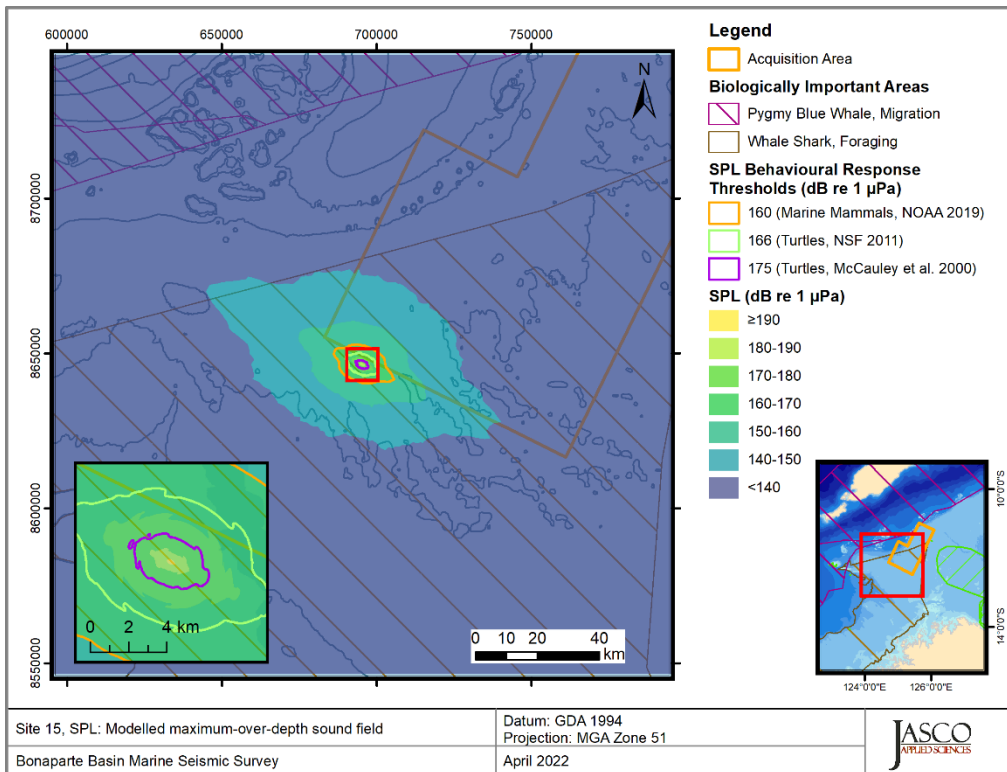 600000 650000 700000 750000
8700000
8650000
8600000
8550000
N
0 2 4 km
0 10 20 40
km
Legend
Acquisition Area
Biologically Important Areas
Pygmy Blue Whale, Migration
Whale Shark, Foraging
SPL Behavioural Response
Thresholds (dB re 1 µPa)
160 (Marine Mammals, NOAA 2019)
166 (Turtles, NSF 2011)
175 (Turtles, McCauley et al. 2000)
SPL (dB re 1 µPa)
≥190
180-190
170-180
160-170
150-160
140-150
<140
10°0'S
14°0'S
124°0'0"E 126°0'0"E
Site 15, SPL: Modelled maximum-over-depth sound field
Datum: GDA 1994
Projection: MGA Zone 51
Bonaparte Basin Marine Seismic Survey
April 2022
JASCO
APPLIED SCIENCES